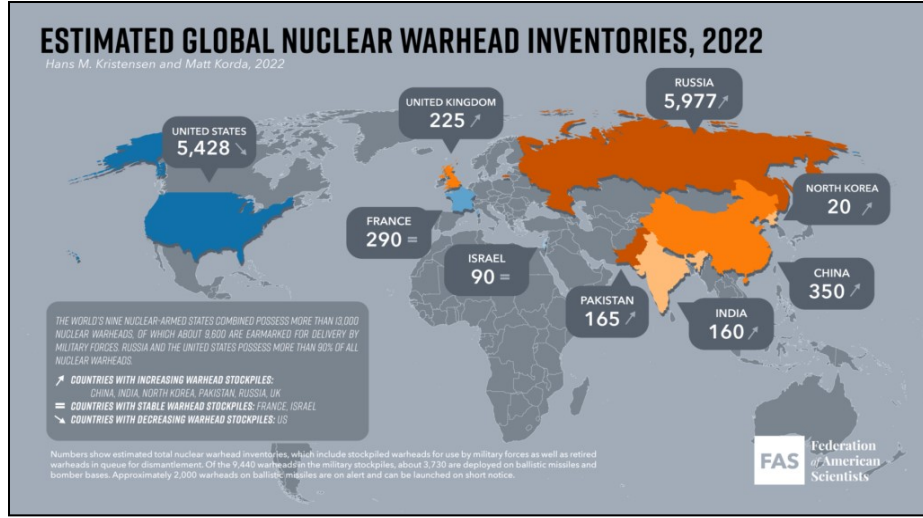 ESTIMATED GLOBAL NUCLEAR WARHEAD INVENTORIES, 2022
Hans M. Kristensen and Matt Korda, 2022
RUSSIA
5,977 ↗
UNITED KINGDOM
225 ↗
UNITED STATES
5,428 ↘
NORTH KOREA
20 ↗
FRANCE
290 =
ISRAEL
90 =
CHINA
350 ↗
PAKISTAN
165 ↗
INDIA
160 ↗
THE WORLD'S NINE NUCLEAR-ARMED STATES COMBINED POSSESS MORE THAN 13,000
NUCLEAR WARHEADS, OF WHICH ABOUT 9,600 ARE EARMARKED FOR DELIVERY BY
MILITARY FORCES. RUSSIA AND THE UNITED STATES POSSESS MORE THAN 90% OF ALL
NUCLEAR WARHEADS.
↗ COUNTRIES WITH INCREASING WARHEAD STOCKPILES:
CHINA, INDIA, NORTH KOREA, PAKISTAN, RUSSIA, UK
= COUNTRIES WITH STABLE WARHEAD STOCKPILES: FRANCE, ISRAEL
↘ COUNTRIES WITH DECREASING WARHEAD STOCKPILES: US
Numbers show estimated total nuclear warhead inventories, which include stockpiled warheads for use by military forces as well as retired
warheads in queue for dismantlement. Of the 9,440 warheads in the military stockpiles, about 3,730 are deployed on ballistic missiles and
bomber bases. Approximately 2,000 warheads on ballistic missiles are on alert and can be launched on short notice.
FAS
Federation
of American
Scientists